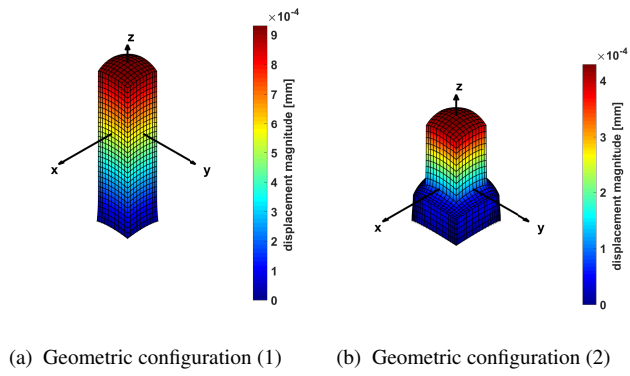 ×10⁻⁴
z
9
8
7
6
5
4
3
2
1
0
x
y
displacement magnitude [mm]
×10⁻⁴
z
4
3
2
1
0
x
y
displacement magnitude [mm]
(a) Geometric configuration (1)
(b) Geometric configuration (2)